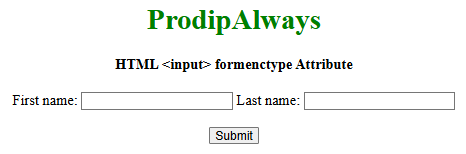 ProdipAlways
HTML <input> formenctype Attribute
First name: Last name:
Submit